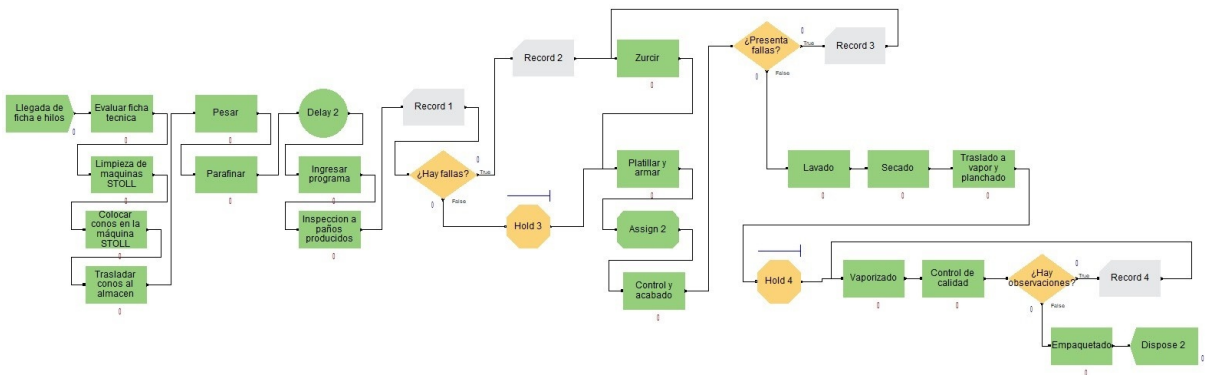 Llegada de
ficha e hilos
Evaluar ficha
tecnica
Limpieza de
maquinas
STOLL
Colocar
conos en la
máquina
STOLL
Trasladar
conos al
almacen
Pesar
Parafinar
Delay 2
Ingresar
programa
Inspeccion a
paños
producidos
Record 1
¿Hay fallas?
True
False
Record 2
Hold 3
Zurcir
Platillar y
armar
Assign 2
Control y
acabado
¿Presenta
fallas?
True
False
Record 3
Lavado
Secado
Traslado a
vapor y
planchado
Hold 4
Vaporizado
Control de
calidad
¿Hay
observaciones?
True
False
Record 4
Empaquetado
Dispose 2